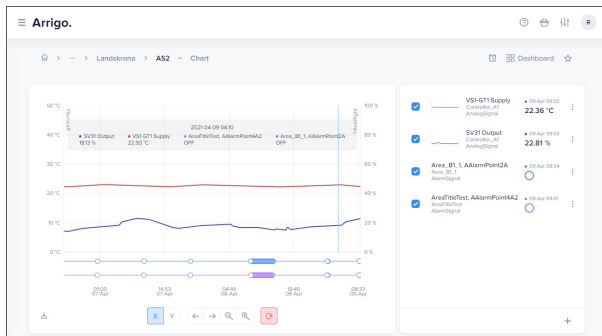 Arrigo.
R
... > Landskrona > AS2 – Chart
Dashboard
50 °C
100 %
2021-04-09 04:10
SV31 Output
VS1-GT1 Supply
AreaTitleTest, AAlarmPoint4A2
Area_B1_1, AAlarmPoint2A
18.13 %
22.93 °C
OFF
OFF
40 °C
80 %
30 °C
60 %
20 °C
40 %
10 °C
20 %
0 °C
0 %
01:00
07-Apr
14:53
07-Apr
04:46
08-Apr
18:40
08-Apr
08:33
09-Apr
X
Y
VS1-GT1 Supply
Controller_A1
AnalogSignal
09-Apr 09:02
22.36 °C
SV31 Output
Controller_A1
AnalogSignal
09-Apr 09:02
22.81 %
Area_B1_1, AAlarmPoint2A
Area_B1_1
AlarmSignal
09-Apr 08:54
AreaTitleTest, AAlarmPoint4A2
AreaTitleTest
AlarmSignal
09-Apr 09:01